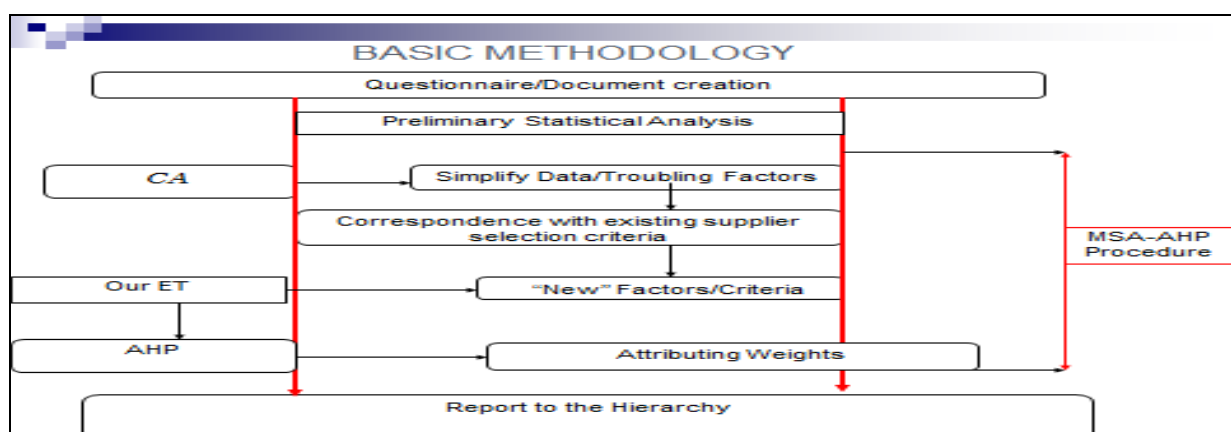 BASIC METHODOLOGY
Questionnaire/Document creation
Preliminary Statistical Analysis
CA
Simplify Data/Troubling Factors
Correspondence with existing supplier
selection criteria
MSA-AHP
Procedure
Our ET
“New” Factors/Criteria
AHP
Attributing Weights
Report to the Hierarchy